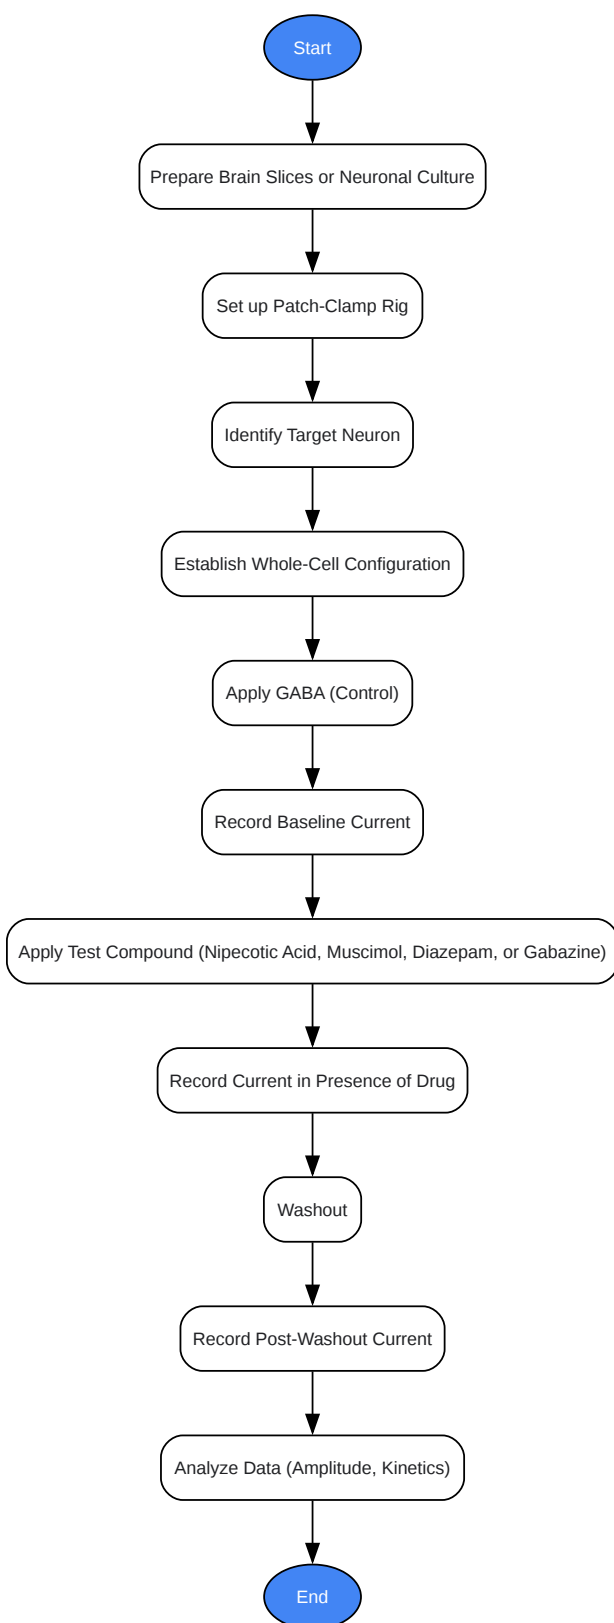 Start
Prepare Brain Slices or Neuronal Culture
Set up Patch-Clamp Rig
Identify Target Neuron
Establish Whole-Cell Configuration
Apply GABA (Control)
Record Baseline Current
Apply Test Compound (Nipecotic Acid, Muscimol, Diazepam, or Gabazine)
Record Current in Presence of Drug
Washout
Record Post-Washout Current
Analyze Data (Amplitude, Kinetics)
End